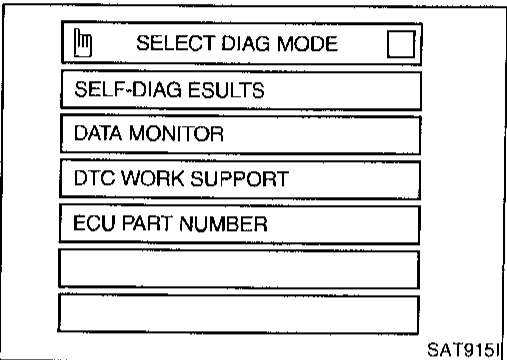 SELECT DIAG MODE
SELF-DIAG ESULTS
DATA MONITOR
DTC WORK SUPPORT
ECU PART NUMBER
SAT915I